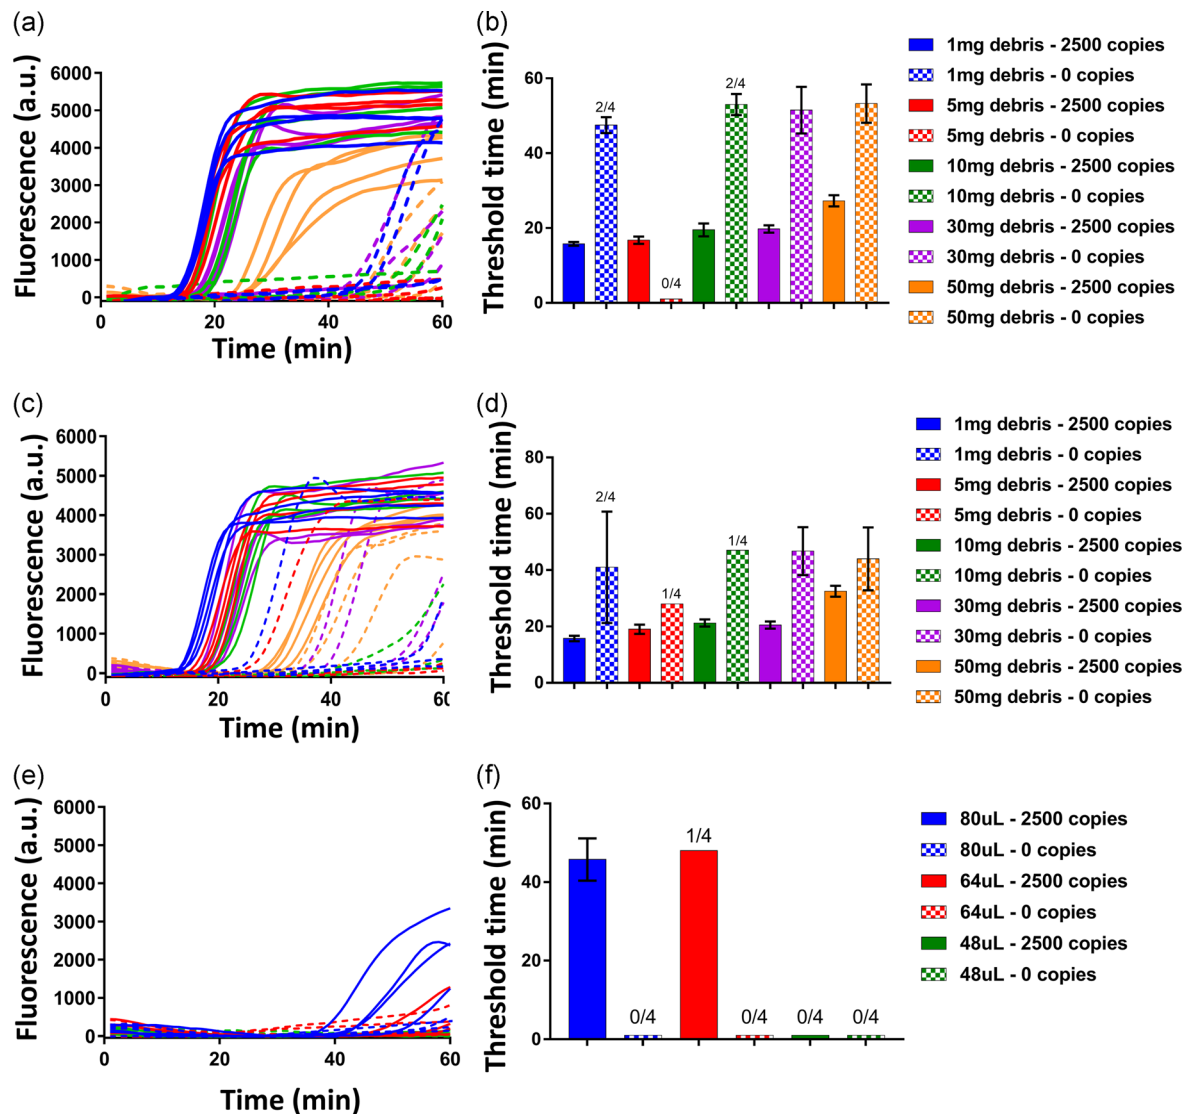 (a)
Fluorescence (a.u.)
6000
5000
4000
3000
2000
1000
0
0
20
40
60
Time (min)
(b)
Threshold time (min)
60
40
20
0
2/4
0/4
2/4
1mg debris - 2500 copies
1mg debris - 0 copies
5mg debris - 2500 copies
5mg debris - 0 copies
10mg debris - 2500 copies
10mg debris - 0 copies
30mg debris - 2500 copies
30mg debris - 0 copies
50mg debris - 2500 copies
50mg debris - 0 copies
(c)
Fluorescence (a.u.)
6000
5000
4000
3000
2000
1000
0
0
20
40
60
Time (min)
(d)
Threshold time (min)
80
60
40
20
0
2/4
1/4
1/4
1mg debris - 2500 copies
1mg debris - 0 copies
5mg debris - 2500 copies
5mg debris - 0 copies
10mg debris - 2500 copies
10mg debris - 0 copies
30mg debris - 2500 copies
30mg debris - 0 copies
50mg debris - 2500 copies
50mg debris - 0 copies
(e)
Fluorescence (a.u.)
6000
5000
4000
3000
2000
1000
0
0
20
40
60
Time (min)
(f)
Threshold time (min)
60
40
20
0
0/4
1/4
0/4
0/4
0/4
80uL - 2500 copies
80uL - 0 copies
64uL - 2500 copies
64uL - 0 copies
48uL - 2500 copies
48uL - 0 copies